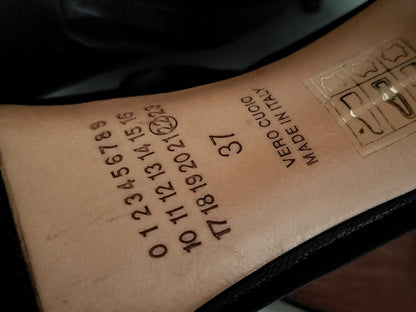 0 1 2 3 4 5 6 7 8 9
10 11 12 13 14 15 16
17 18 19 20 21 22 23
37
VERO CUOIO
MADE IN ITALY